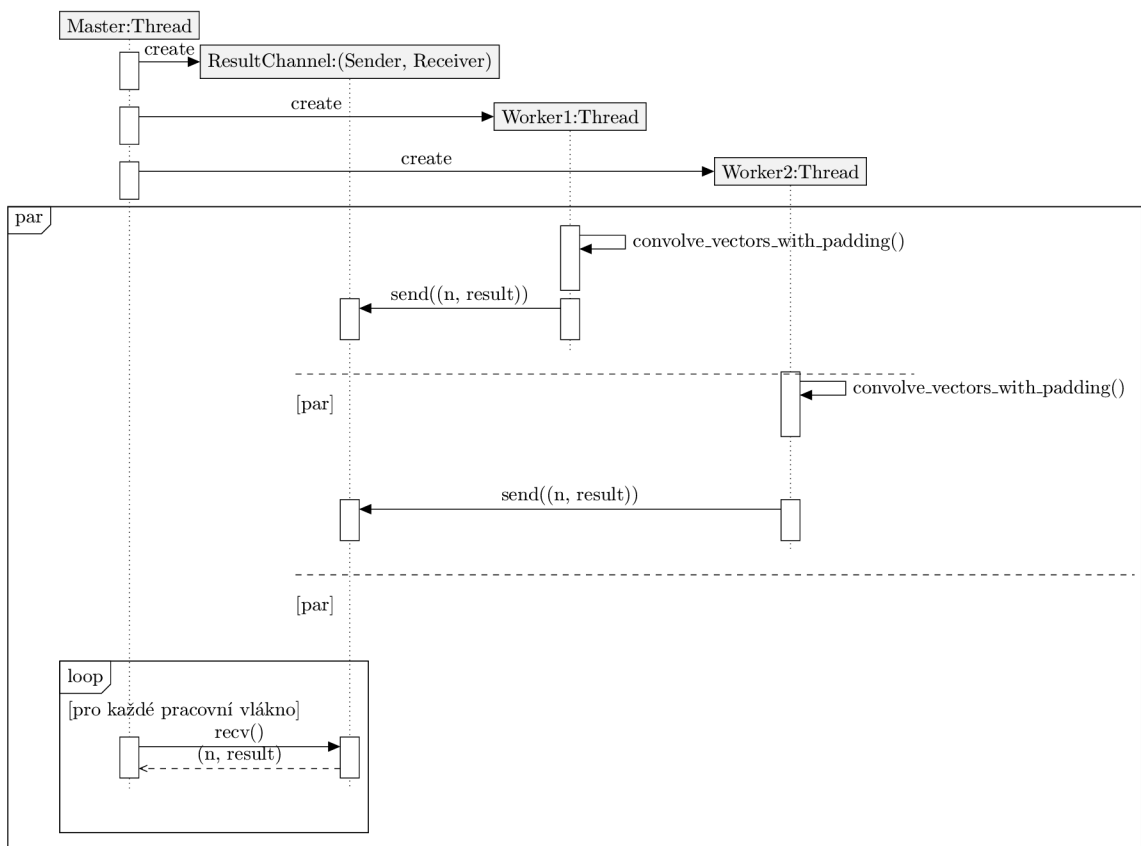 Master:Thread
create
ResultChannel:(Sender, Receiver)
create
Worker1:Thread
create
Worker2:Thread
par
convolve_vectors_with_padding()
send((n, result))
[par]
convolve_vectors_with_padding()
send((n, result))
[par]
loop
[pro každé pracovní vlákno]
recv()
(n, result)